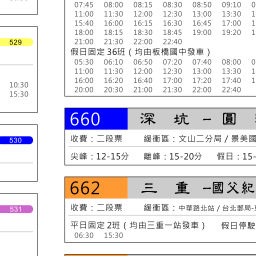 529
10:30
15:30
530
531
07:45 08:00 08:15 08:30 08:50 09:10
11:00 11:30 12:00 12:30 13:00 13:30
15:40 16:00 16:15 16:30 16:45 17:00
18:00 18:15 18:30 18:45 19:00 19:20
21:00 21:30 22:00 22:40
假日固定36班（均由板橋國中發車）
05:30 06:10 06:50 07:20 07:40 08:00
11:00 11:30 12:00 12:30 13:00 13:30
16:00 16:20 16:40 17:00 17:20 17:40
20:00 20:30 21:00 21:30 22:00 22:40
660 深 坑 － 圓
收費：二段票 緩衝區：文山二分局／景美國
尖峰：12-15分 離峰：15-20分 假日：15-
662 三 重 －國父紀
收費：二段票 緩衝區：中華路北站／台北郵局-
平日固定2班（均由三重一站發車） 假日停駛
06:30 15:30